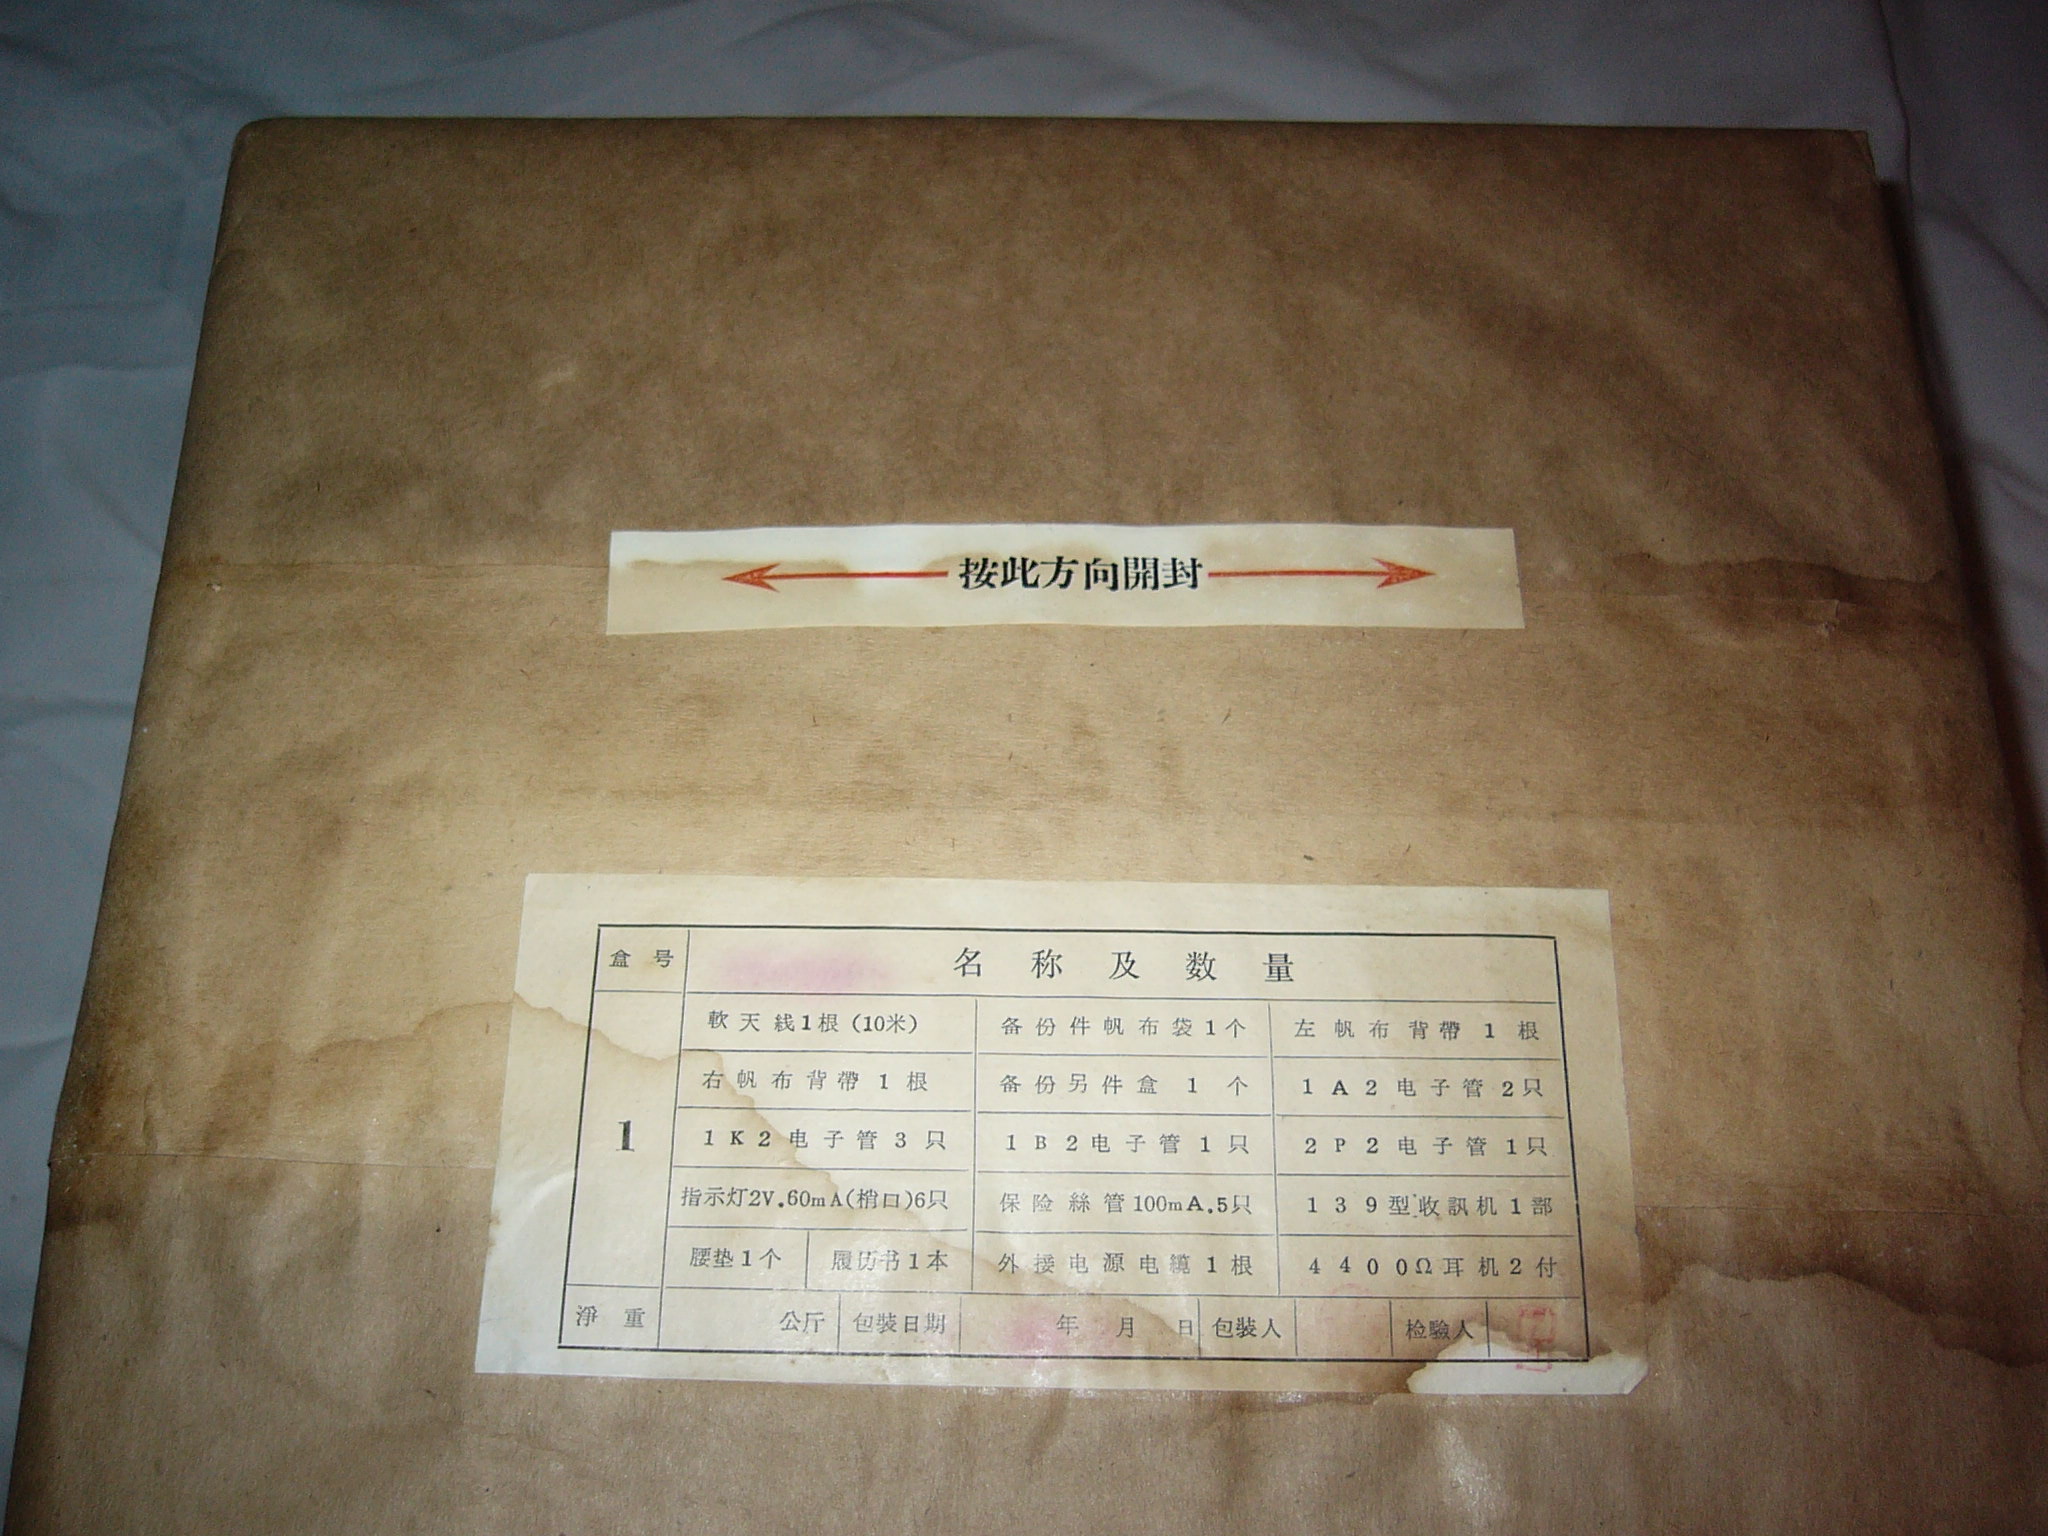 按此方向開封
盒号 名称及数量
1
軟天线1根(10米) 备份件帆布袋1个 左帆布背帶1根
右帆布背帶1根 备份另件盒1个 1A2电子管2只
1K2电子管3只 1B2电子管1只 2P2电子管1只
指示灯2V.60mA(梢口)6只 保险絲管100mA.5只 139型收訊机1部
腰垫1个 履历书1本 外接电源电纜1根 4400Ω耳机2付
淨重 公斤 包裝日期 年 月 日 包裝人 检驗人